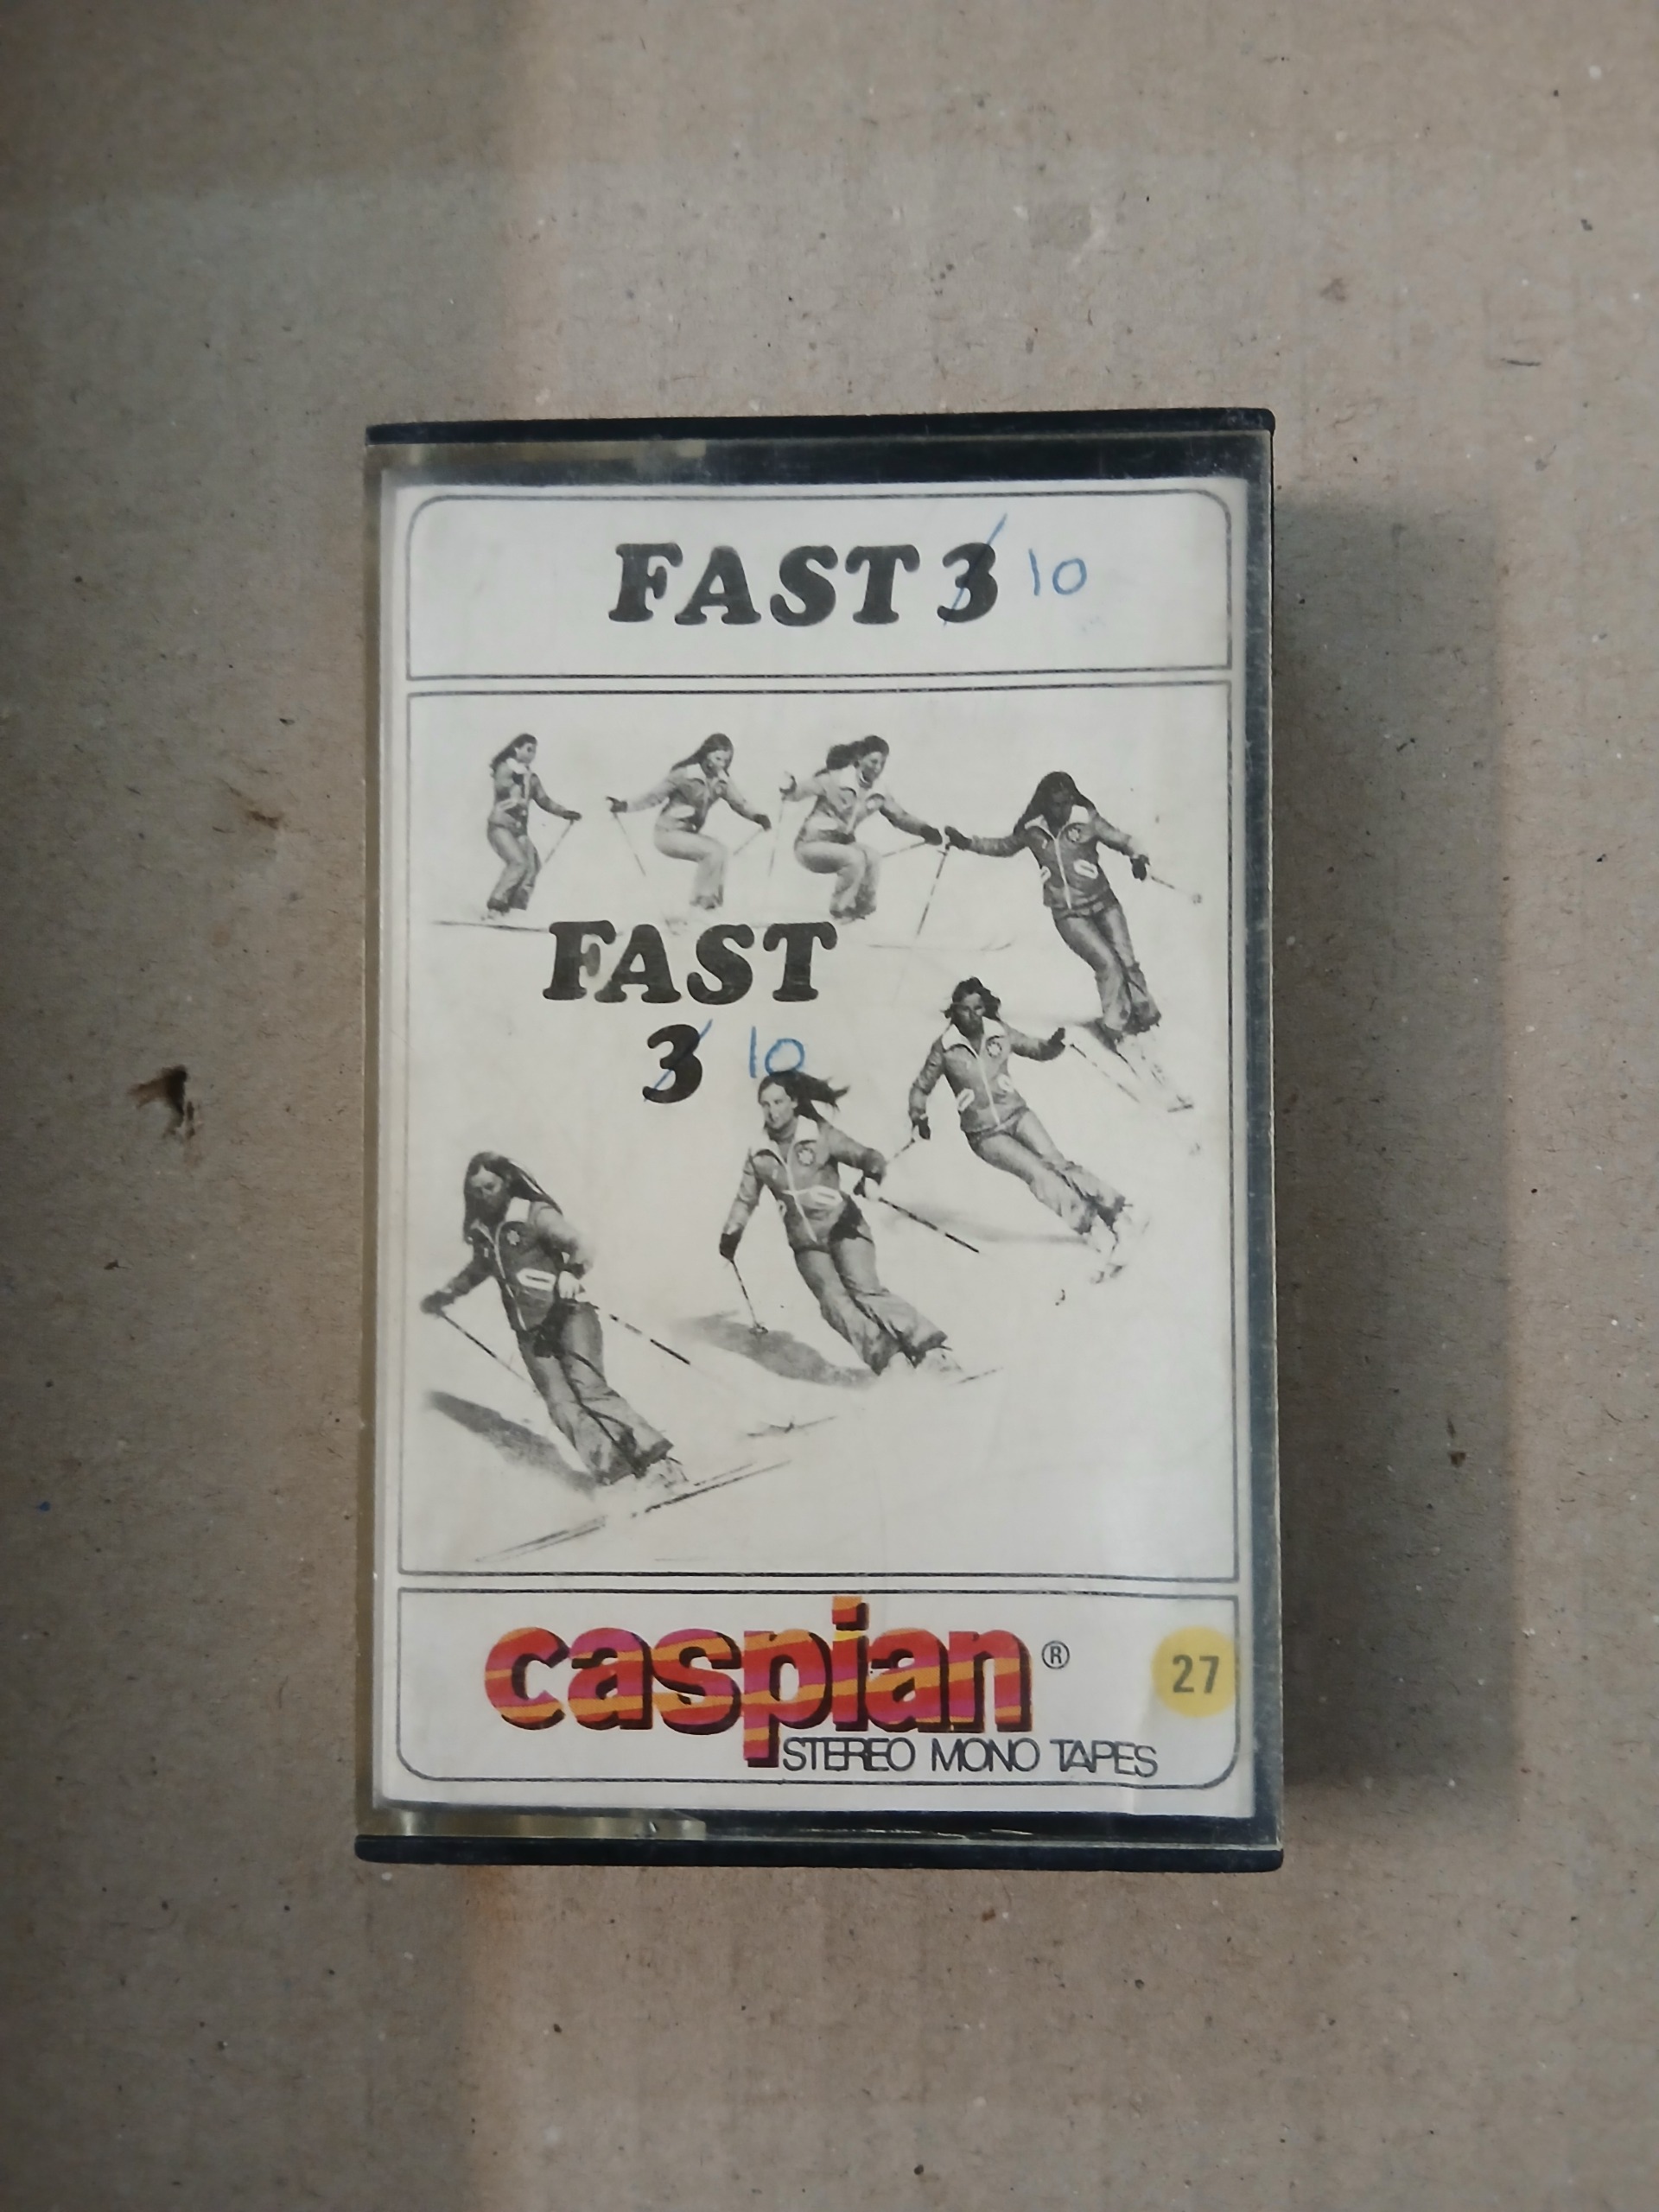 FAST 3 10
FAST
3 10
caspian ®
27
STEREO MONO TAPES